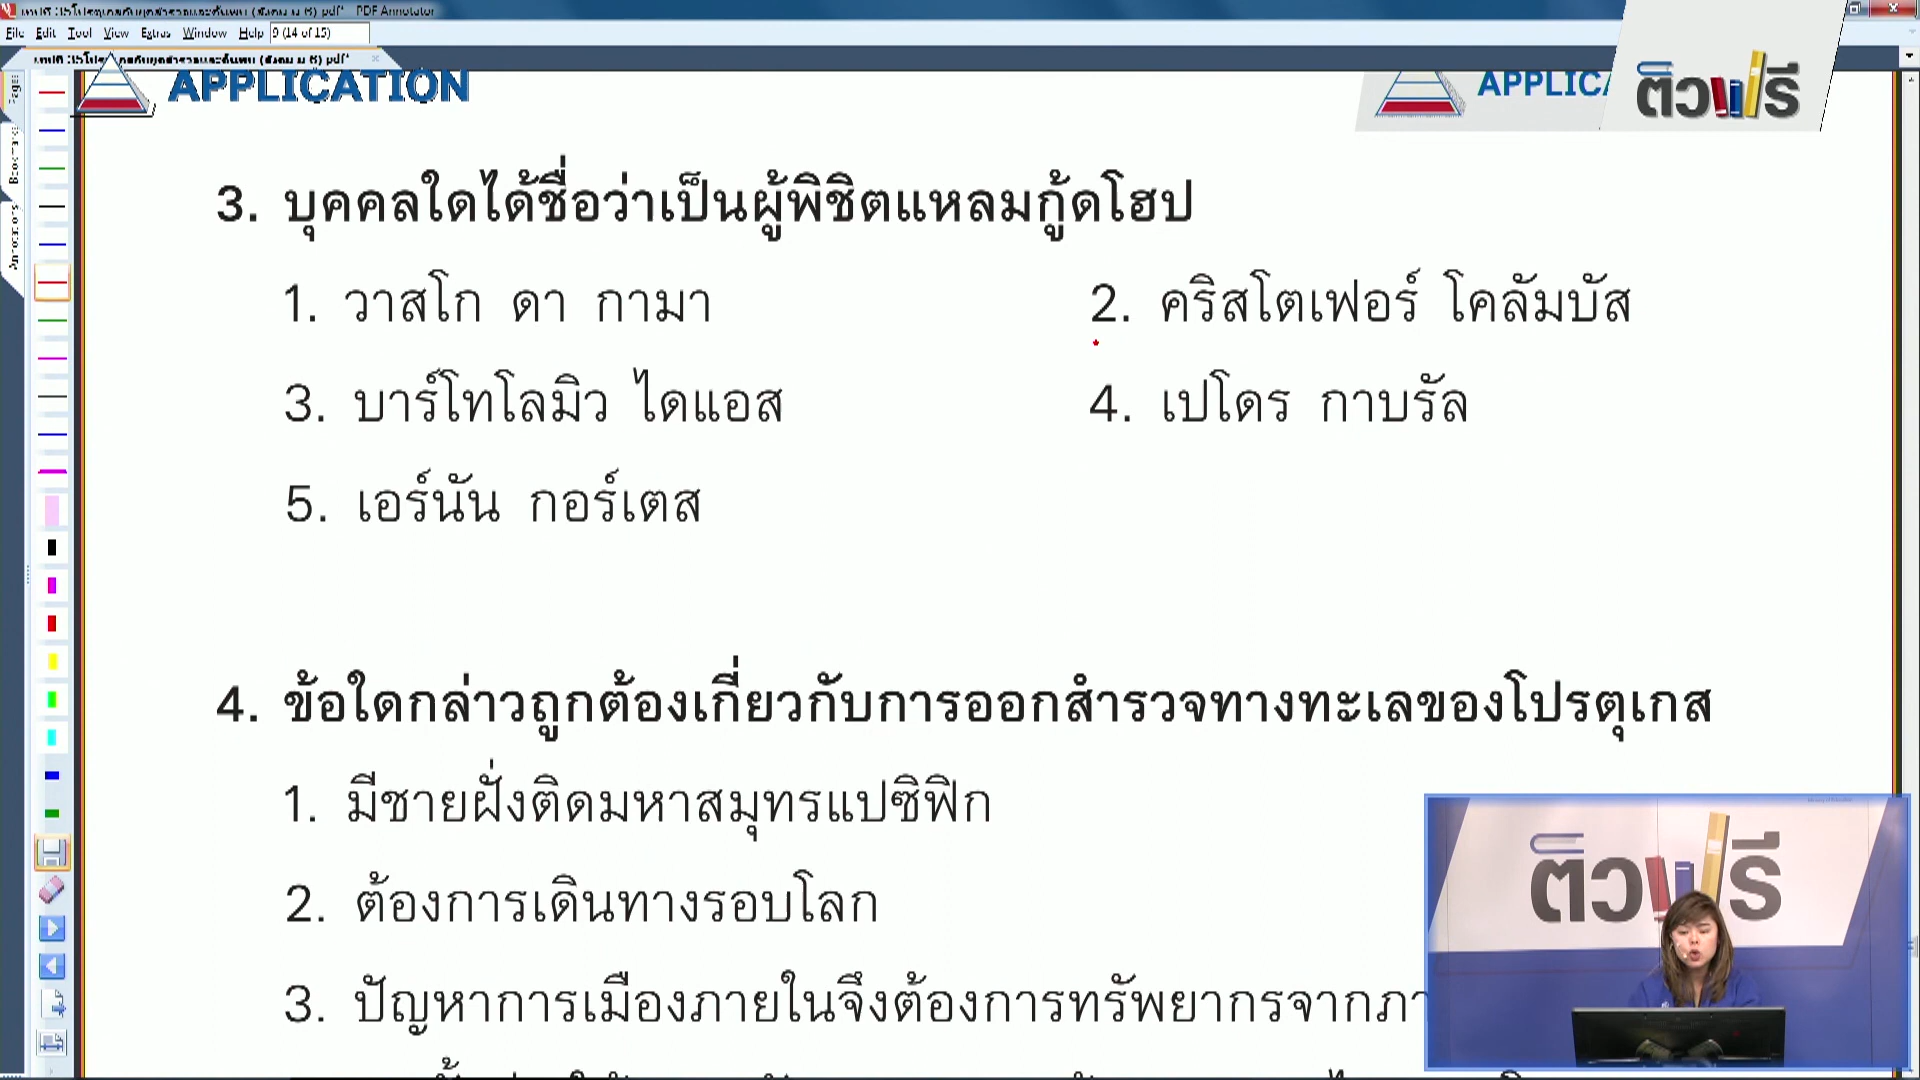 PDF Annotator
File Edit Tool View Extras Window Help 9 (14 of 15)
APPLICATION
ติวฟรี
3. บุคคลใดได้ชื่อว่าเป็นผู้พิชิตแหลมกู้ดโฮป
1. วาสโก ดา กามา
2. คริสโตเฟอร์ โคลัมบัส
3. บาร์โทโลมิว ไดแอส
4. เปโดร กาบรัล
5. เอร์นัน กอร์เตส
4. ข้อใดกล่าวถูกต้องเกี่ยวกับการออกสำรวจทางทะเลของโปรตุเกส
1. มีชายฝั่งติดมหาสมุทรแปซิฟิก
2. ต้องการเดินทางรอบโลก
3. ปัญหาการเมืองภายในจึงต้องการทรัพยากรจากภา
ติวฟรี